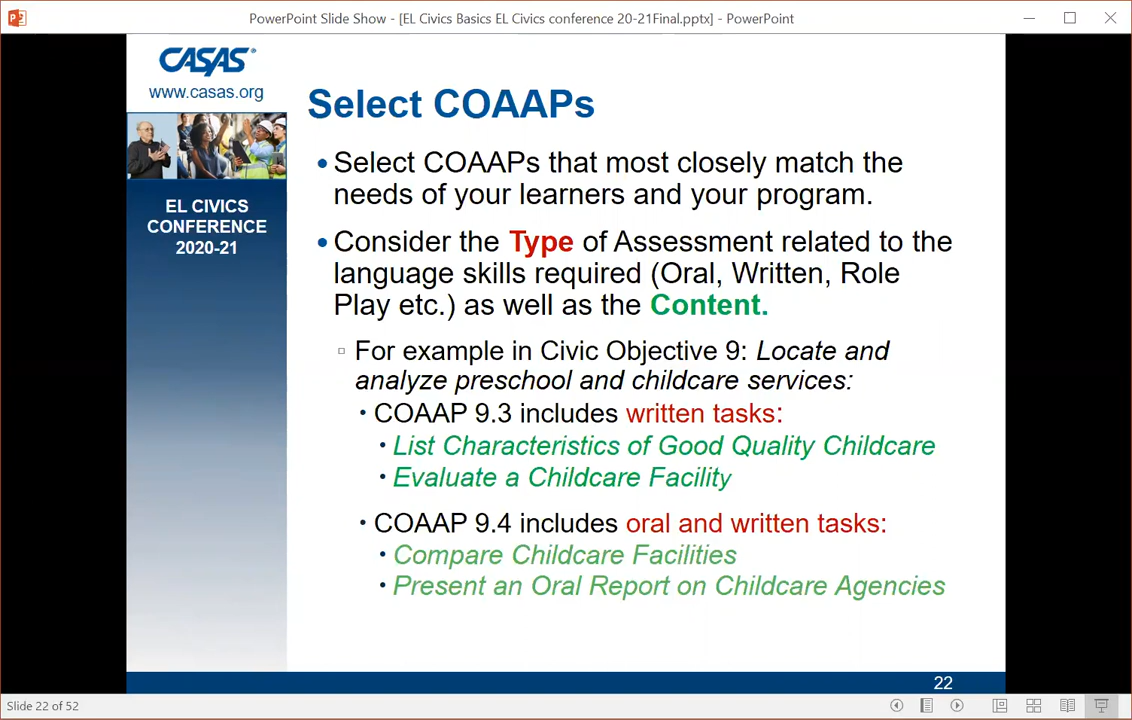 PowerPoint Slide Show - [EL Civics Basics EL Civics conference 20-21Final.pptx] - PowerPoint
CASAS®
www.casas.org
EL CIVICS
CONFERENCE
2020-21
Select COAAPs
• Select COAAPs that most closely match the
needs of your learners and your program.
• Consider the Type of Assessment related to the
language skills required (Oral, Written, Role
Play etc.) as well as the Content.
▫ For example in Civic Objective 9: Locate and
analyze preschool and childcare services:
• COAAP 9.3 includes written tasks:
• List Characteristics of Good Quality Childcare
• Evaluate a Childcare Facility
• COAAP 9.4 includes oral and written tasks:
• Compare Childcare Facilities
• Present an Oral Report on Childcare Agencies
22
Slide 22 of 52